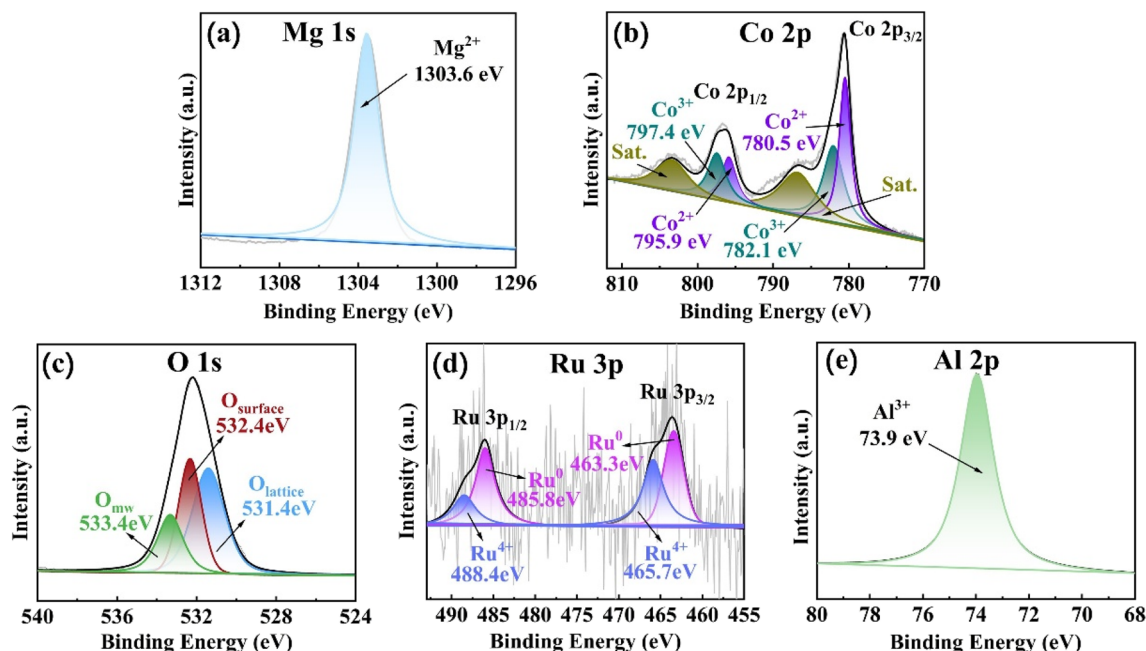 (a) Mg 1s
Mg²⁺
1303.6 eV
Intensity (a.u.)
1312 1308 1304 1300 1296
Binding Energy (eV)
(b) Co 2p
Co 2p₃/₂
Co 2p₁/₂
Co³⁺
797.4 eV
Co²⁺
780.5 eV
Sat.
Sat.
Co²⁺
795.9 eV
Co³⁺
782.1 eV
Intensity (a.u.)
810 800 790 780 770
Binding Energy (eV)
(c) O 1s
Osurface
532.4eV
Olattice
531.4eV
Omw
533.4eV
Intensity (a.u.)
540 536 532 528 524
Binding Energy (eV)
(d) Ru 3p
Ru 3p₃/₂
Ru 3p₁/₂
Ru⁰
463.3eV
Ru⁰
485.8eV
Ru⁴⁺
488.4eV
Ru⁴⁺
465.7eV
Intensity (a.u.)
490 485 480 475 470 465 460 455
Binding Energy (eV)
(e) Al 2p
Al³⁺
73.9 eV
Intensity (a.u.)
80 78 76 74 72 70 68
Binding Energy (eV)